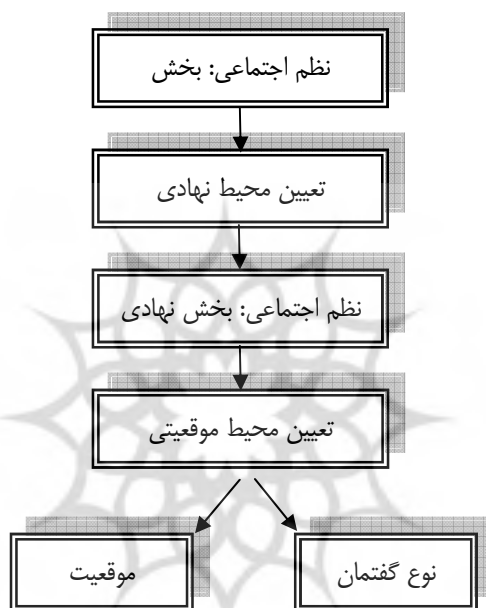 نظم اجتماعی: بخش
تعیین محیط نهادی
نظم اجتماعی: بخش نهادی
تعیین محیط موقعیتی
نوع گفتمان
موقعیت